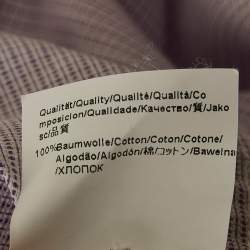 Qualität/Quality/Qualité/Qualità/Co
mposicion/Qualidade/Качество/質/Jako
sc/品質
100%Baumwolle/Cotton/Coton/Cotone/
Algodão/Algodón/棉/コットン/Bawełna
/ХЛОПОК